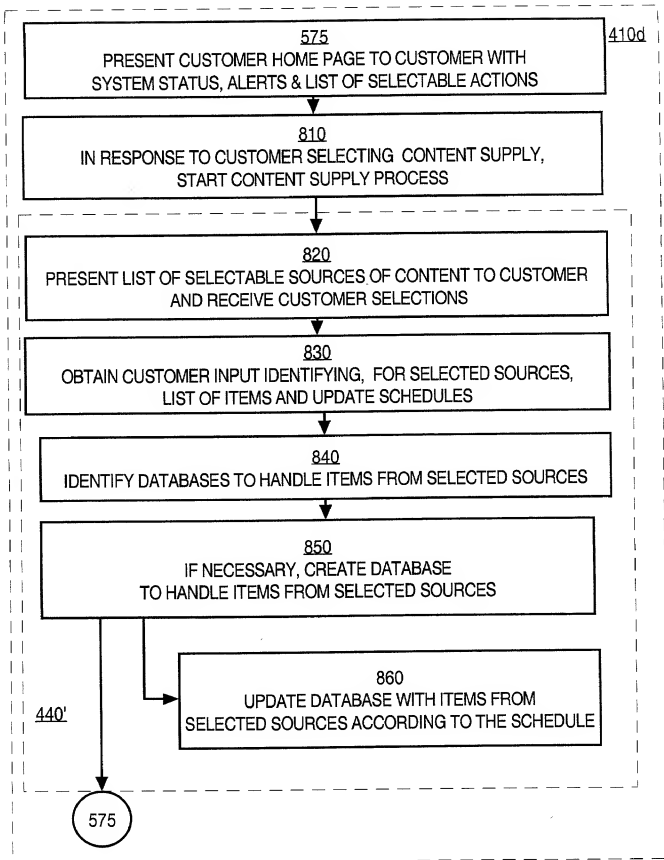 575
410d
PRESENT CUSTOMER HOME PAGE TO CUSTOMER WITH
SYSTEM STATUS, ALERTS & LIST OF SELECTABLE ACTIONS
810
IN RESPONSE TO CUSTOMER SELECTING CONTENT SUPPLY,
START CONTENT SUPPLY PROCESS
820
PRESENT LIST OF SELECTABLE SOURCES OF CONTENT TO CUSTOMER
AND RECEIVE CUSTOMER SELECTIONS
830
OBTAIN CUSTOMER INPUT IDENTIFYING, FOR SELECTED SOURCES,
LIST OF ITEMS AND UPDATE SCHEDULES
840
IDENTIFY DATABASES TO HANDLE ITEMS FROM SELECTED SOURCES
850
IF NECESSARY, CREATE DATABASE
TO HANDLE ITEMS FROM SELECTED SOURCES
860
UPDATE DATABASE WITH ITEMS FROM
SELECTED SOURCES ACCORDING TO THE SCHEDULE
440'
575